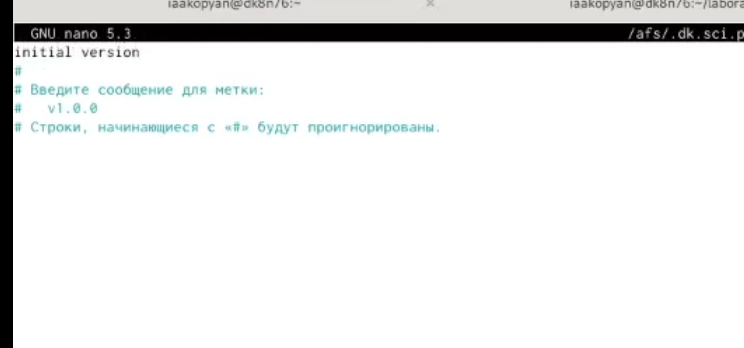 iaakopyan@dk8n76:~ × iaakopyan@dk8n76:~/labora
GNU nano 5.3 /afs/.dk.sci.p
initial version
#
# Введите сообщение для метки:
# v1.0.0
# Строки, начинающиеся с «#» будут проигнорированы.